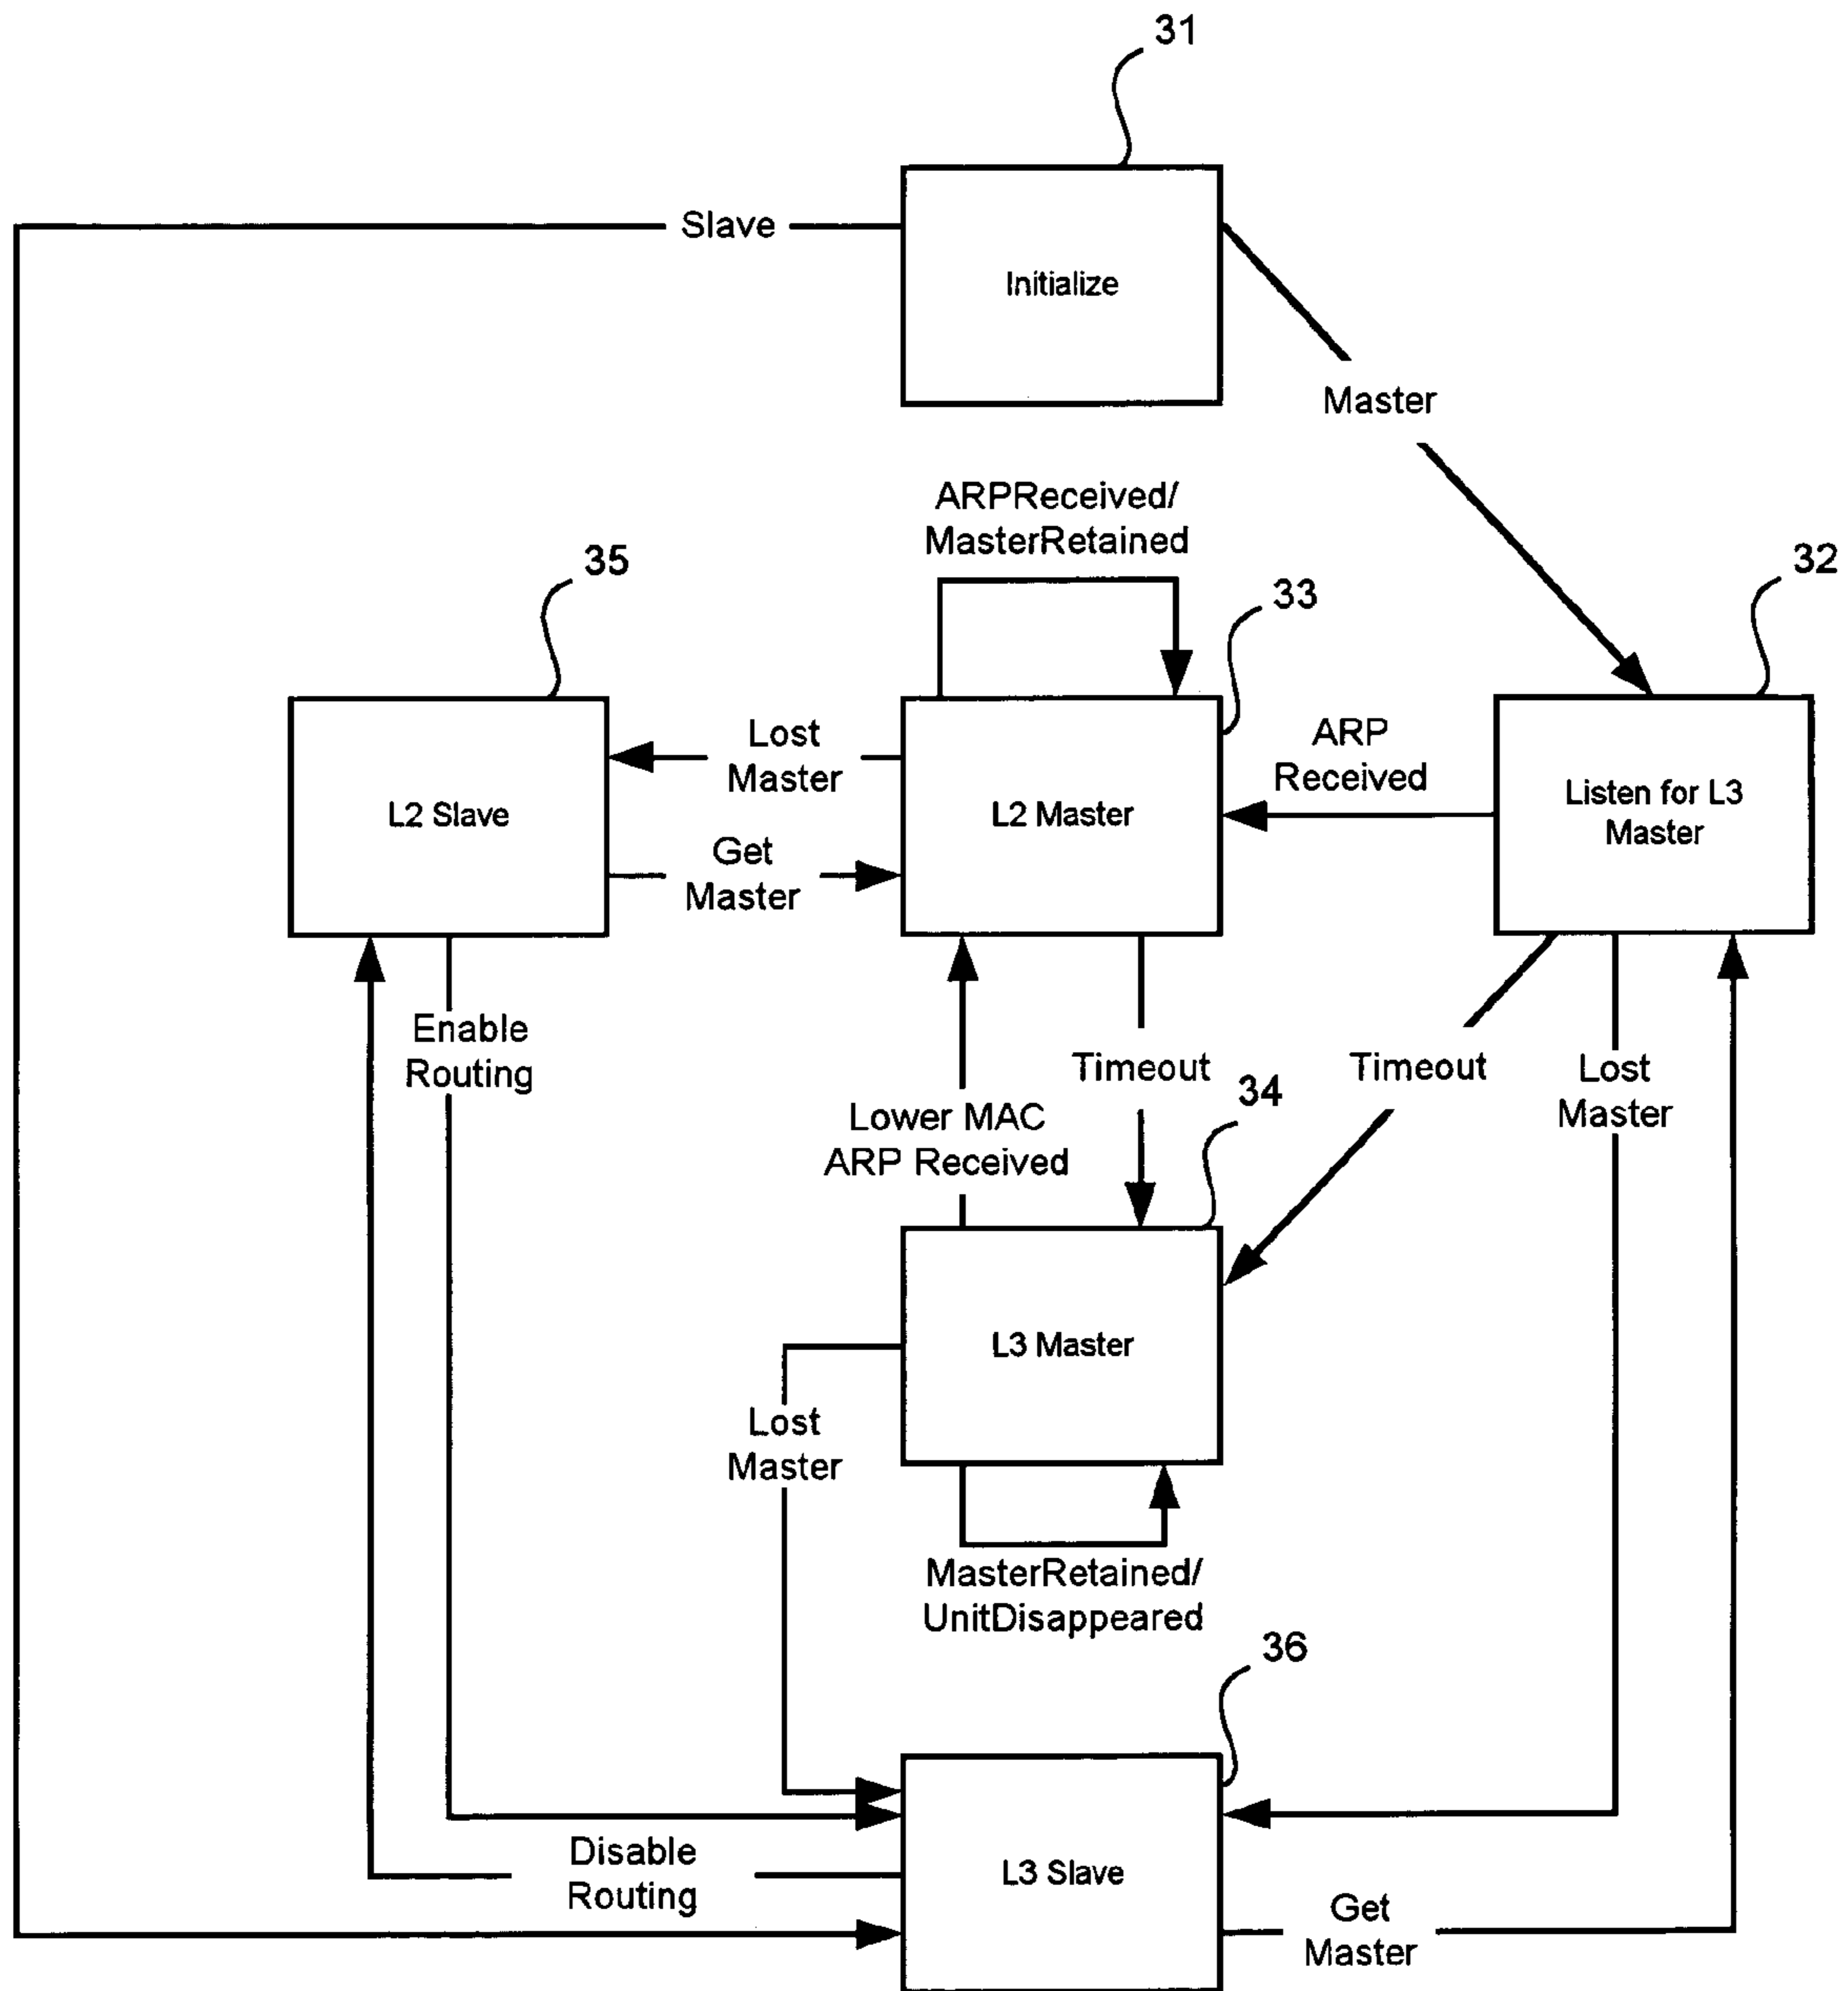 31
Slave
Initialize
Master
ARPReceived/
MasterRetained
35
33
32
Lost
Master
ARP
Received
L2 Slave
L2 Master
Listen for L3
Master
Get
Master
Enable
Routing
Timeout
Timeout
Lost
Master
34
Lower MAC
ARP Received
L3 Master
Lost
Master
MasterRetained/
UnitDisappeared
36
Disable
Routing
L3 Slave
Get
Master